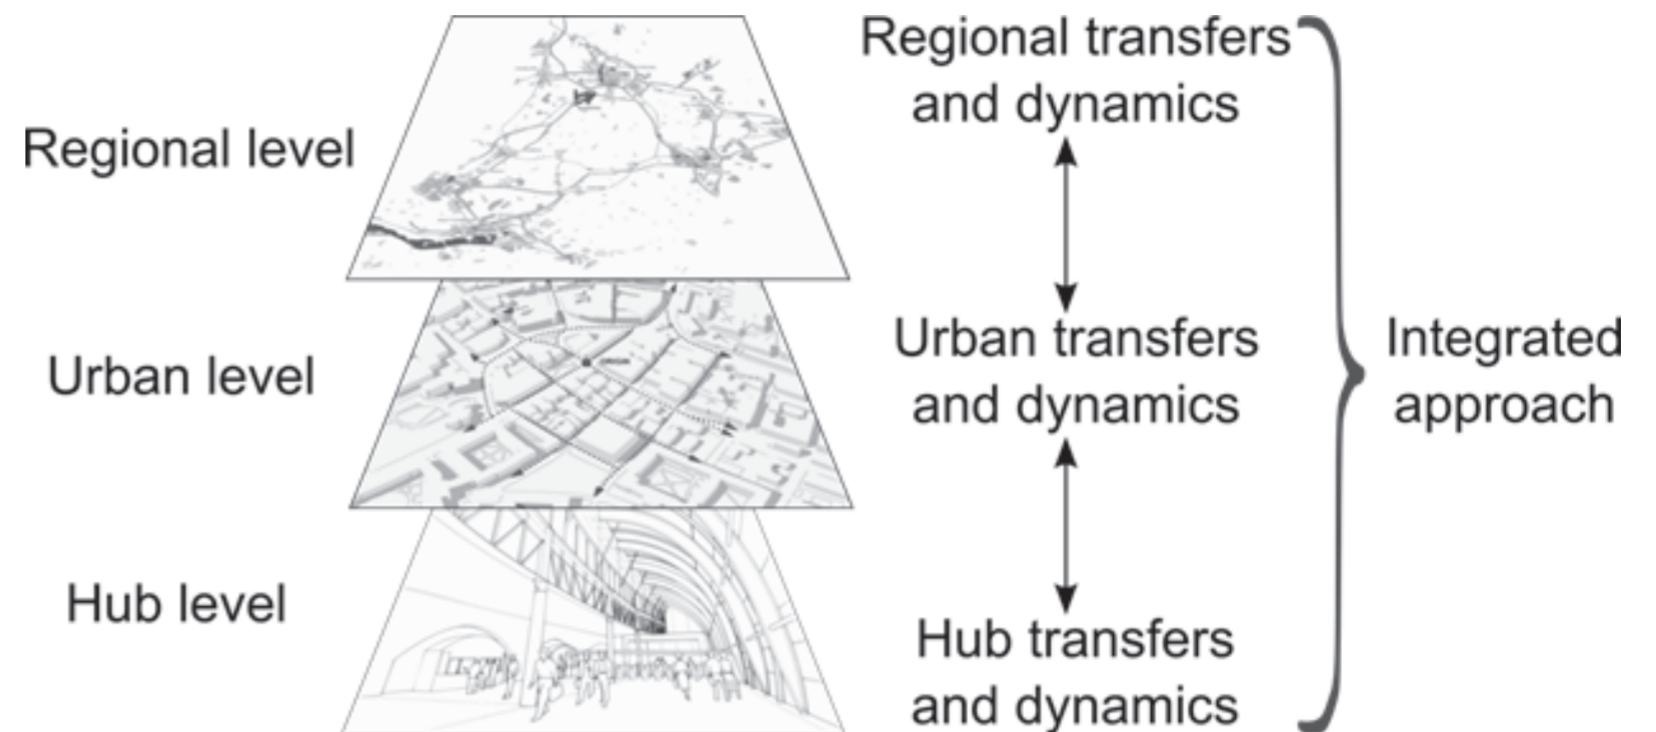 Regional level
Urban level
Hub level
Regional transfers
and dynamics
Urban transfers
and dynamics
Hub transfers
and dynamics
Integrated
approach